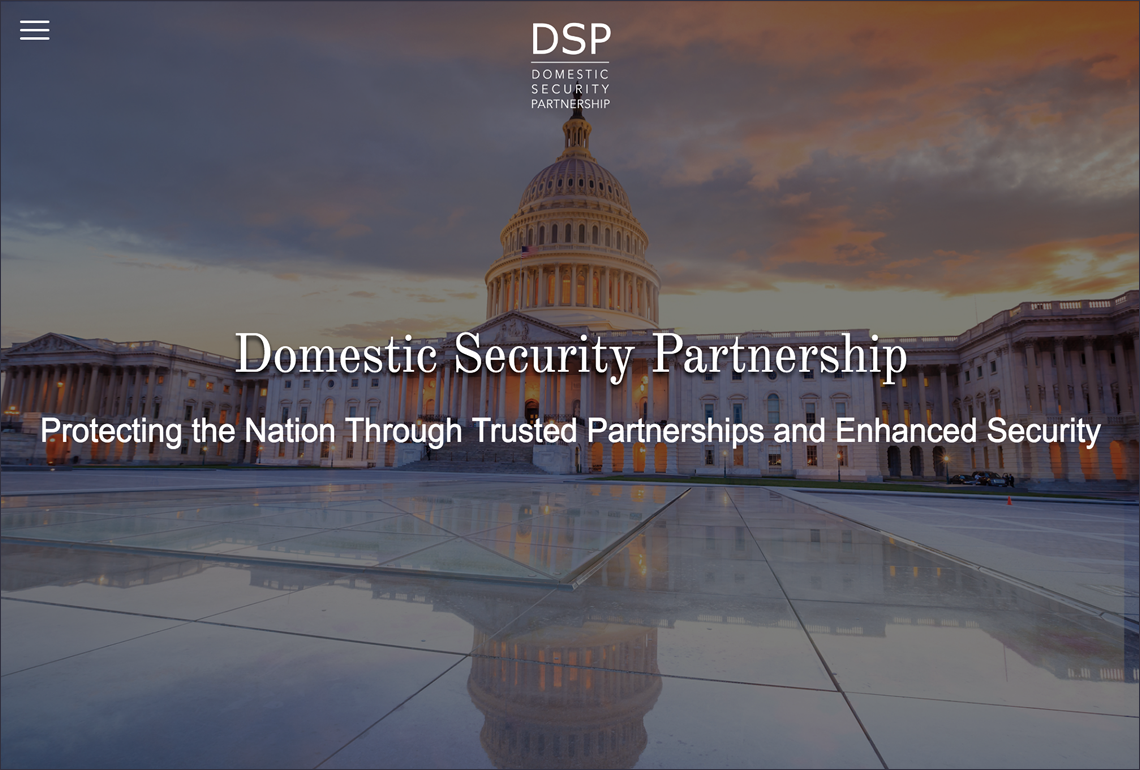 DSP
DOMESTIC
SECURITY
PARTNERSHIP
Domestic Security Partnership
Protecting the Nation Through Trusted Partnerships and Enhanced Security